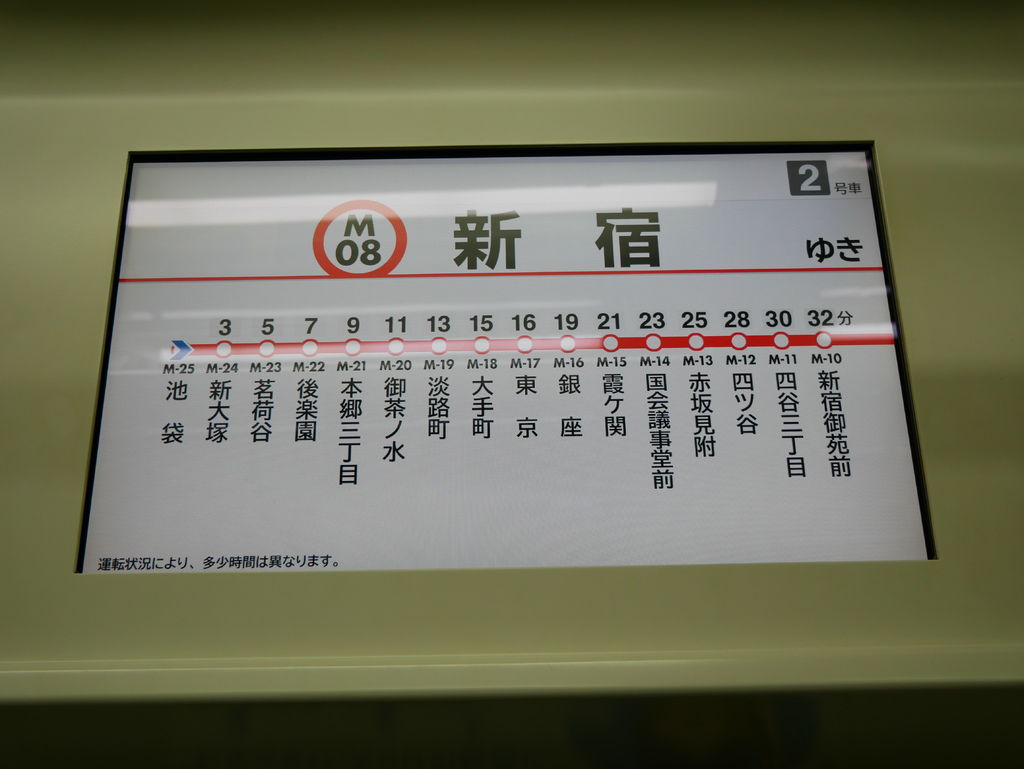 2 号車
M 08 新宿 ゆき
3 5 7 9 11 13 15 16 19 21 23 25 28 30 32分
M-25 M-24 M-23 M-22 M-21 M-20 M-19 M-18 M-17 M-16 M-15 M-14 M-13 M-12 M-11 M-10
池袋
新大塚
茗荷谷
後楽園
本郷三丁目
御茶ノ水
淡路町
大手町
東京
銀座
霞ケ関
国会議事堂前
赤坂見附
四ツ谷
四谷三丁目
新宿御苑前
運転状況により、多少時間は異なります。